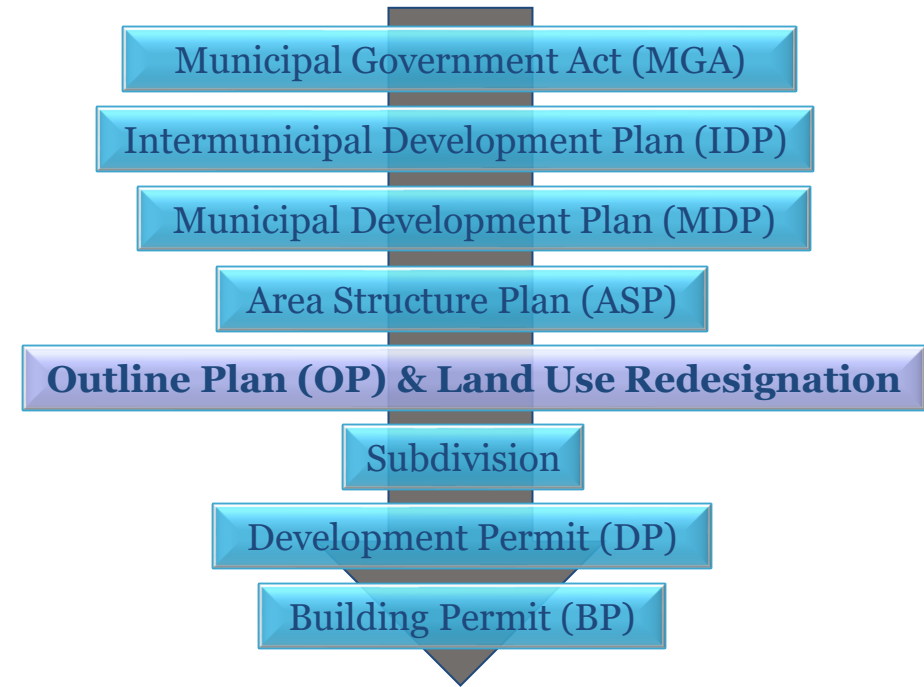 Municipal Government Act (MGA)
Intermunicipal Development Plan (IDP)
Municipal Development Plan (MDP)
Area Structure Plan (ASP)
Outline Plan (OP) & Land Use Redesignation
Subdivision
Development Permit (DP)
Building Permit (BP)